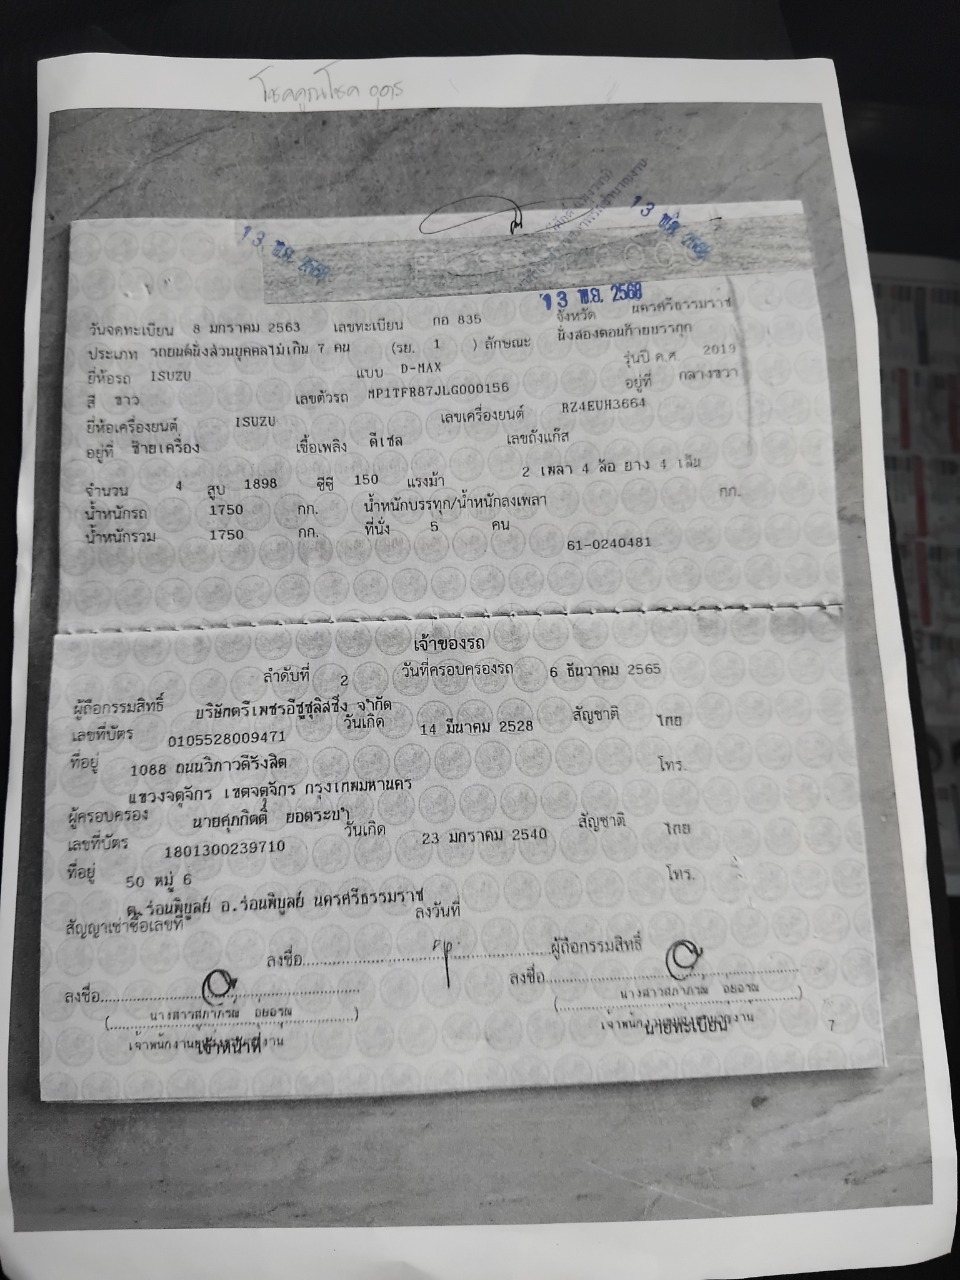 โชคคูณโชค
13 พ.ย. 2568
13 พ.ย. 2568
13 พ.ย. 2568
วันจดทะเบียน 8 มกราคม 2563 เลขทะเบียน กอ 835 จังหวัด นครศรีธรรมราช
ประเภท รถยนต์นั่งส่วนบุคคลไม่เกิน 7 คน (รย. 1 ) ลักษณะ นั่งสองตอนท้ายบรรทุก
ยี่ห้อรถ ISUZU แบบ D-MAX รุ่นปี ค.ศ. 2019
สี ขาว เลขตัวรถ MP1TFR87JLG000156 อยู่ที่ กลางขวา
ยี่ห้อเครื่องยนต์ ISUZU เลขเครื่องยนต์ RZ4EUH3664
อยู่ที่ ซ้ายเครื่อง เชื้อเพลิง ดีเซล เลขถังแก๊ส
จำนวน 4 สูบ 1898 ซีซี 150 แรงม้า 2 เพลา 4 ล้อ ยาง 4 เส้น
น้ำหนักรถ 1750 กก. น้ำหนักบรรทุก/น้ำหนักลงเพลา กก.
น้ำหนักรวม 1750 กก. ที่นั่ง 5 คน
61-0240481
เจ้าของรถ
ลำดับที่ 2 วันที่ครอบครองรถ 6 ธันวาคม 2565
ผู้ถือกรรมสิทธิ์ บริษัทตรีเพชรอีซูซุลิสซิ่ง จำกัด
เลขที่บัตร 0105528009471 วันเกิด 14 มีนาคม 2528 สัญชาติ ไทย
ที่อยู่ 1088 ถนนวิภาวดีรังสิต โทร.
แขวงจตุจักร เขตจตุจักร กรุงเทพมหานคร
ผู้ครอบครอง นายศุภกิตติ์
เลขที่บัตร 1801300239710 วันเกิด 23 มกราคม 2540 สัญชาติ ไทย
ที่อยู่ 50 หมู่ 6 โทร.
ต.ร่อนพิบูลย์ อ.ร่อนพิบูลย์ นครศรีธรรมราช
สัญญาเช่าซื้อเลขที่ ลงวันที่
ลงชื่อ ผู้ถือกรรมสิทธิ์
ลงชื่อ ลงชื่อ
เจ้าหน้าที่ นายทะเบียน
7